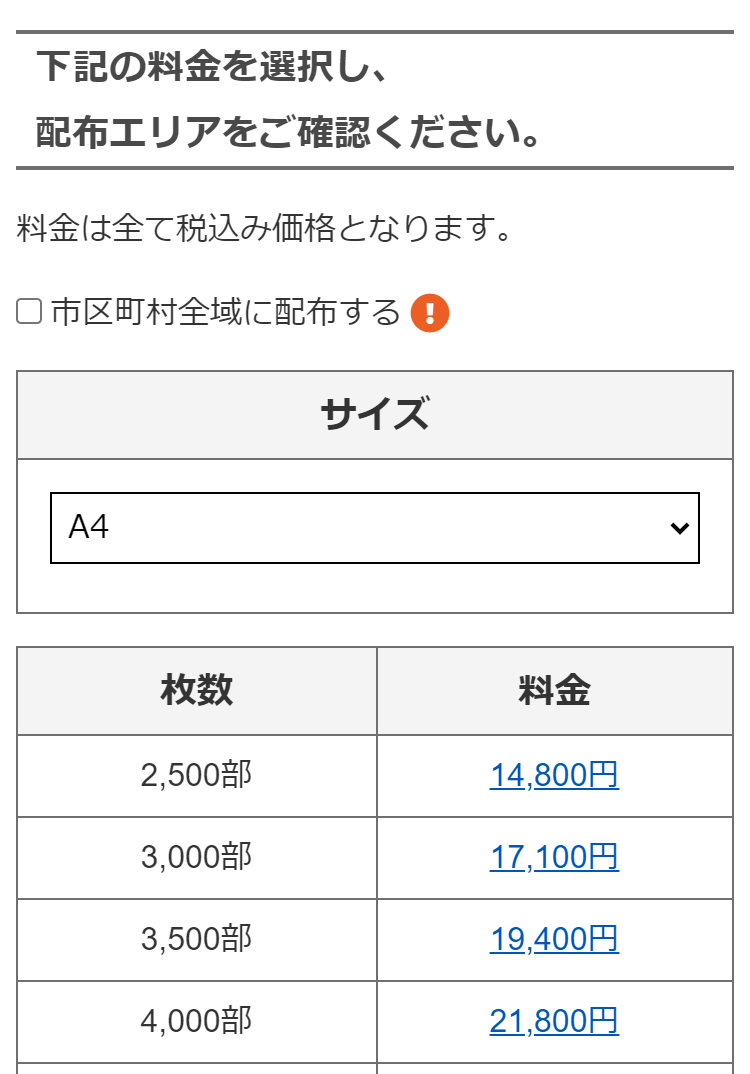 下記の料金を選択し、
配布エリアをご確認ください。
料金は全て税込み価格となります。
市区町村全域に配布する !
サイズ
A4
枚数 料金
2,500部 14,800円
3,000部 17,100円
3,500部 19,400円
4,000部 21,800円